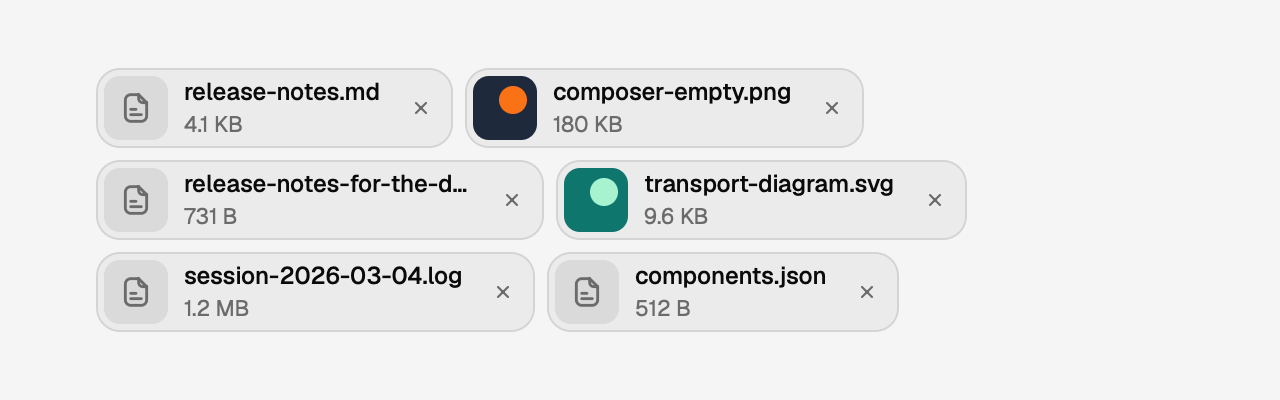 release-notes.md
4.1 KB
composer-empty.png
180 KB
release-notes-for-the-d...
731 B
transport-diagram.svg
9.6 KB
session-2026-03-04.log
1.2 MB
components.json
512 B